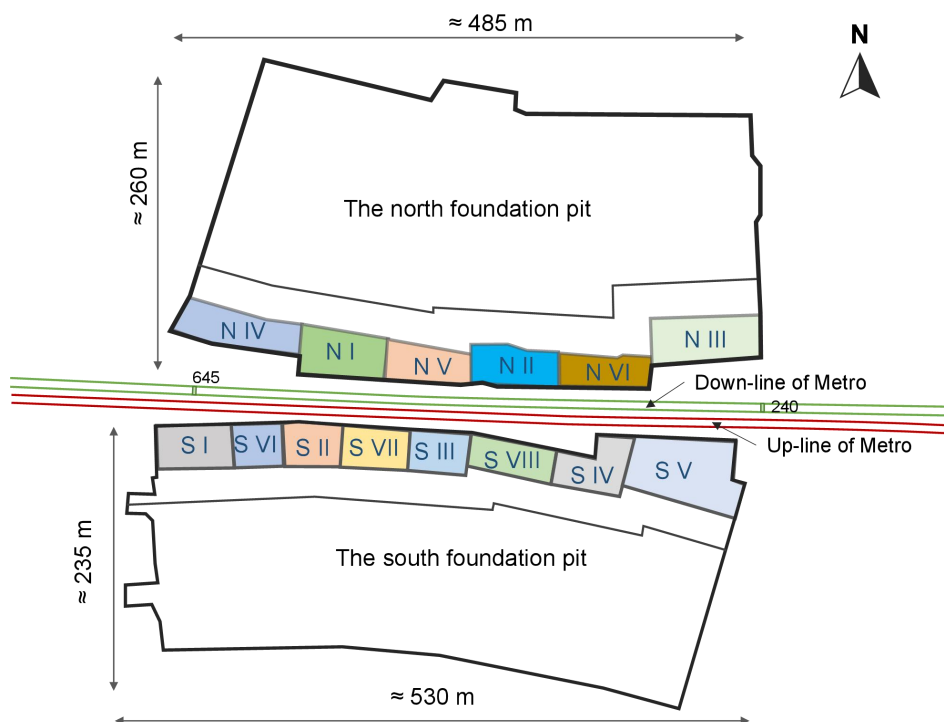 ≈ 485 m
N
≈ 260 m
The north foundation pit
N IV
N I
N V
N II
N VI
N III
645
Down-line of Metro
240
Up-line of Metro
S I
S VI
S II
S VII
S III
S VIII
S IV
S V
≈ 235 m
The south foundation pit
≈ 530 m